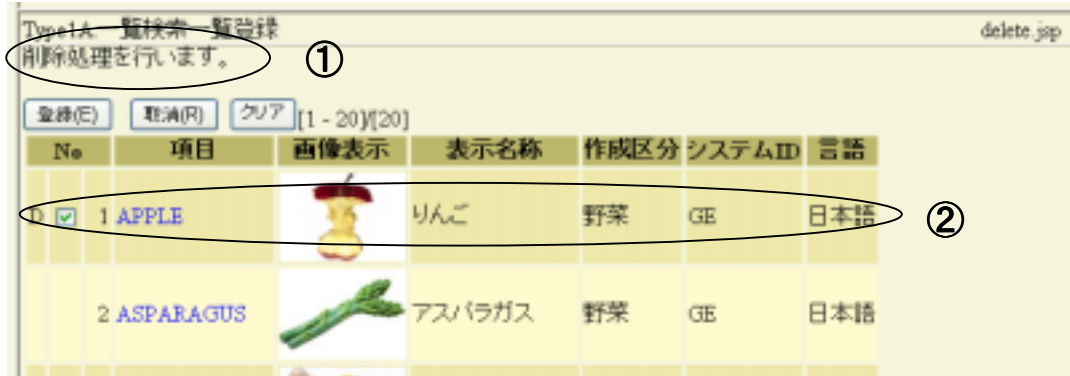 Type1A 一覧検索一覧登録 delete.jsp
削除処理を行います。 ①
登録(E) 取消(R) クリア [1 - 20]/[20]
No 項目 画像表示 表示名称 作成区分 システムID 言語
D 1 APPLE りんご 野菜 GE 日本語 ②
2 ASPARAGUS アスパラガス 野菜 GE 日本語